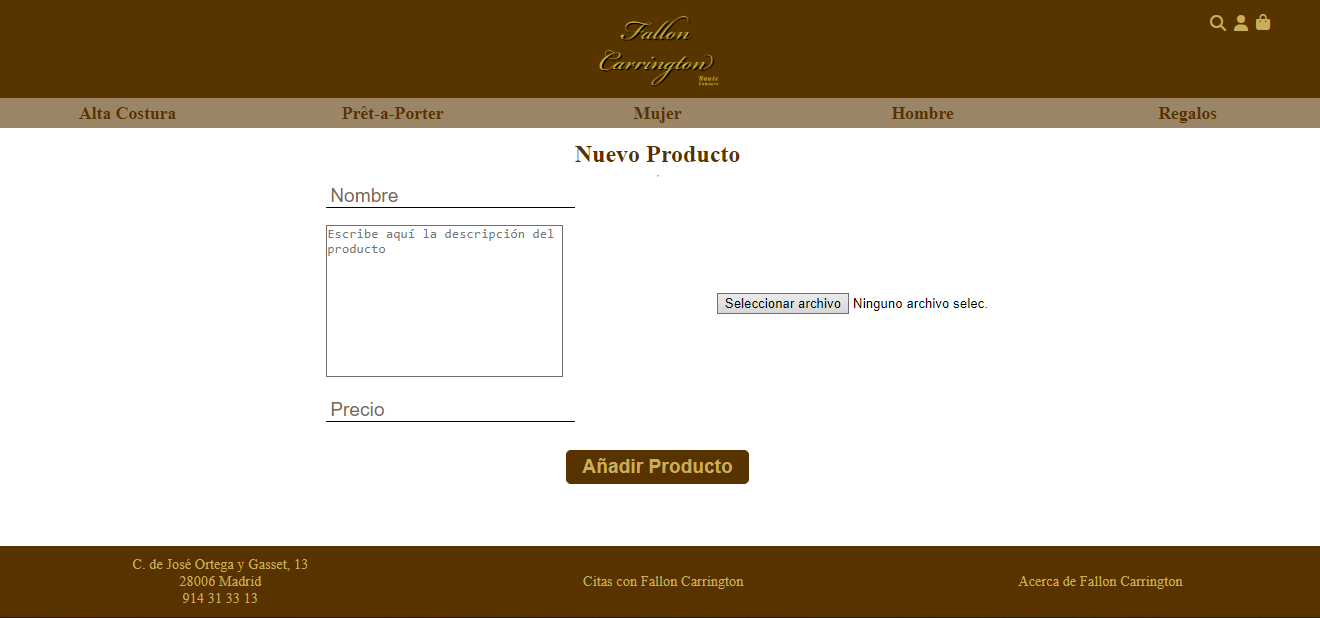 Fallon
Carrington
Haute
Couture
Alta Costura
Prêt-a-Porter
Mujer
Hombre
Regalos
Nuevo Producto
Nombre
Escribe aquí la descripción del
producto
Seleccionar archivo Ninguno archivo selec.
Precio
Añadir Producto
C. de José Ortega y Gasset, 13
28006 Madrid
914 31 33 13
Citas con Fallon Carrington
Acerca de Fallon Carrington